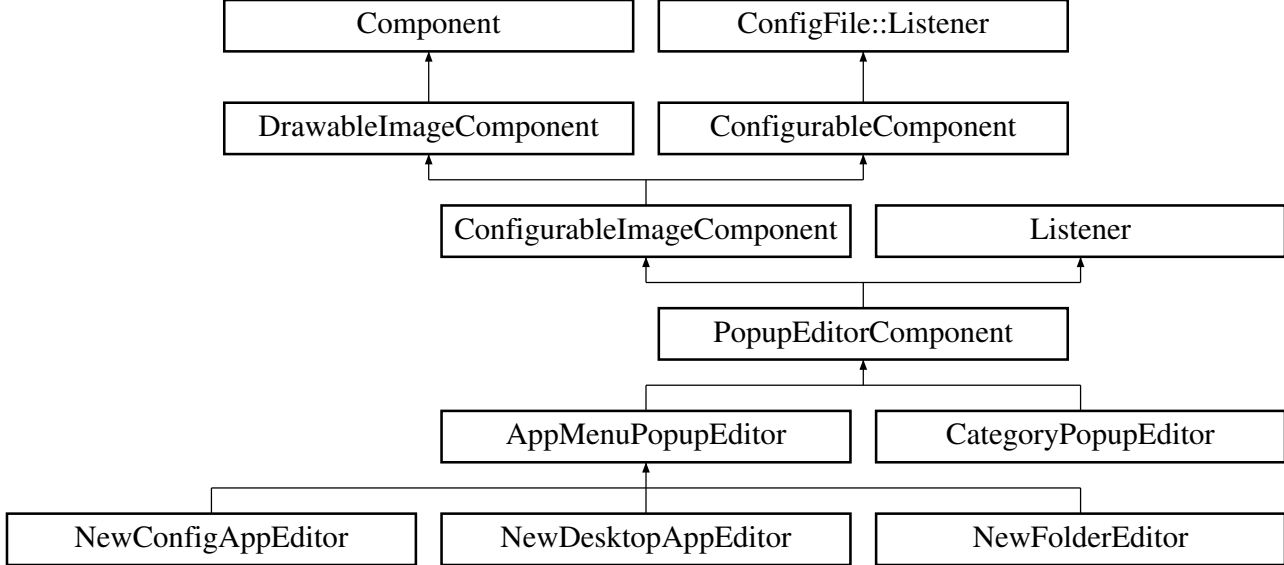 Component
ConfigFile::Listener
DrawableImageComponent
ConfigurableComponent
ConfigurableImageComponent
Listener
PopupEditorComponent
AppMenuPopupEditor
CategoryPopupEditor
NewConfigAppEditor
NewDesktopAppEditor
NewFolderEditor